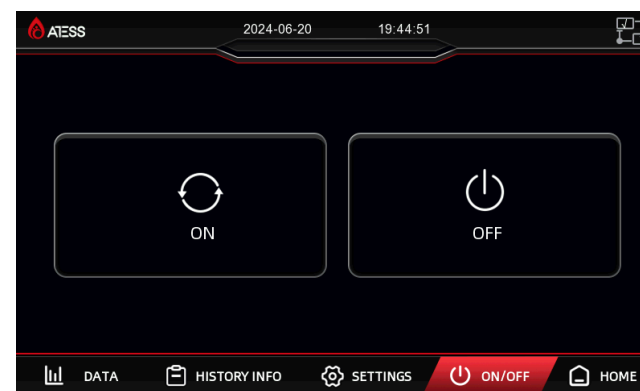 ATESS 2024-06-20 19:44:51
ON OFF
DATA HISTORY INFO SETTINGS ON/OFF HOME